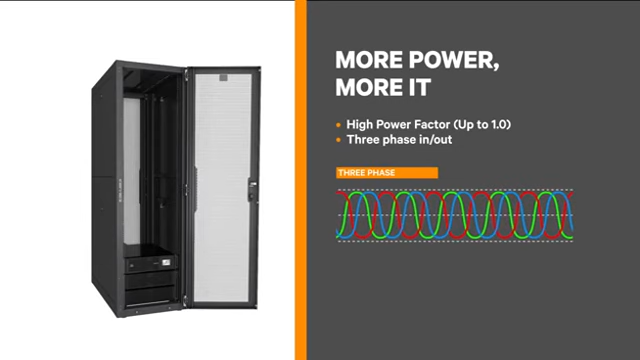 MORE POWER,
MORE IT
• High Power Factor (Up to 1.0)
• Three phase in/out
THREE PHASE